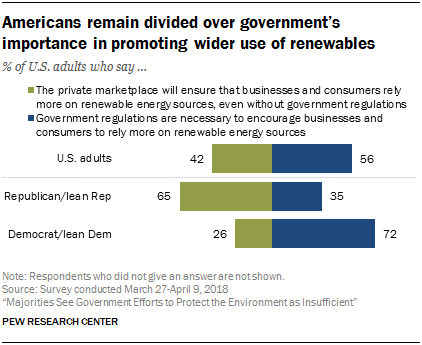 Americans remain divided over government's
importance in promoting wider use of renewables
% of U.S. adults who say ...
The private marketplace will ensure that businesses and consumers rely
more on renewable energy sources, even without government regulations
Government regulations are necessary to encourage businesses and
consumers to rely more on renewable energy sources
U.S. adults 42 56
Republican/lean Rep 65 35
Democrat/lean Dem 26 72
Note: Respondents who did not give an answer are not shown.
Source: Survey conducted March 27-April 9, 2018
"Majorities See Government Efforts to Protect the Environment as Insufficient"
PEW RESEARCH CENTER